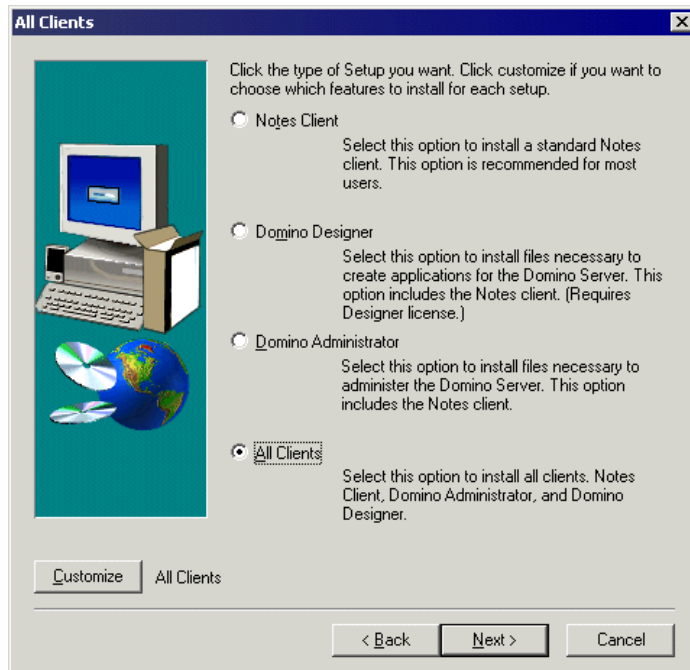 All Clients
Click the type of Setup you want. Click customize if you want to
choose which features to install for each setup.
Notes Client
Select this option to install a standard Notes
client. This option is recommended for most
users.
Domino Designer
Select this option to install files necessary to
create applications for the Domino Server. This
option includes the Notes client. (Requires
Designer license.)
Domino Administrator
Select this option to install files necessary to
administer the Domino Server. This option
includes the Notes client.
All Clients
Select this option to install all clients. Notes
Client, Domino Administrator, and Domino
Designer.
Customize All Clients
< Back Next > Cancel